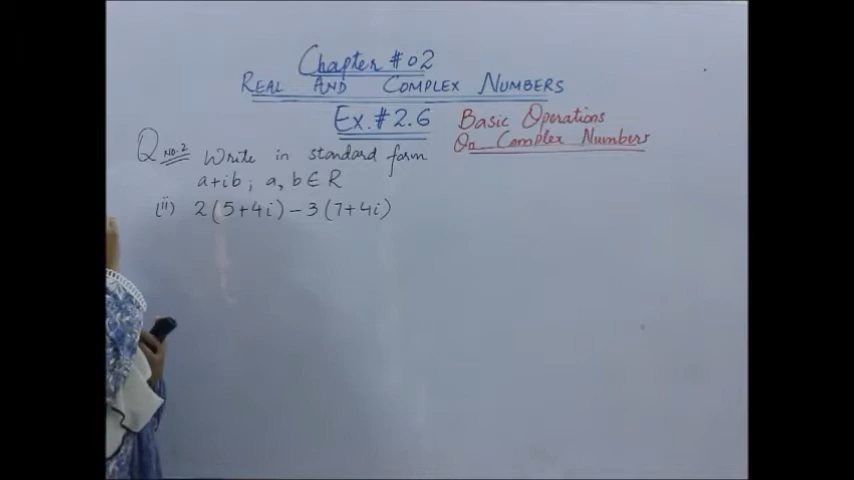 Chapter # 02
REAL AND COMPLEX NUMBERS
Ex. # 2.6
Basic Operations
On Complex Numbers
Q No.2 Write in standard form
a+ib ; a, b ∈ R
(ii) 2(5+4i) - 3(7+4i)